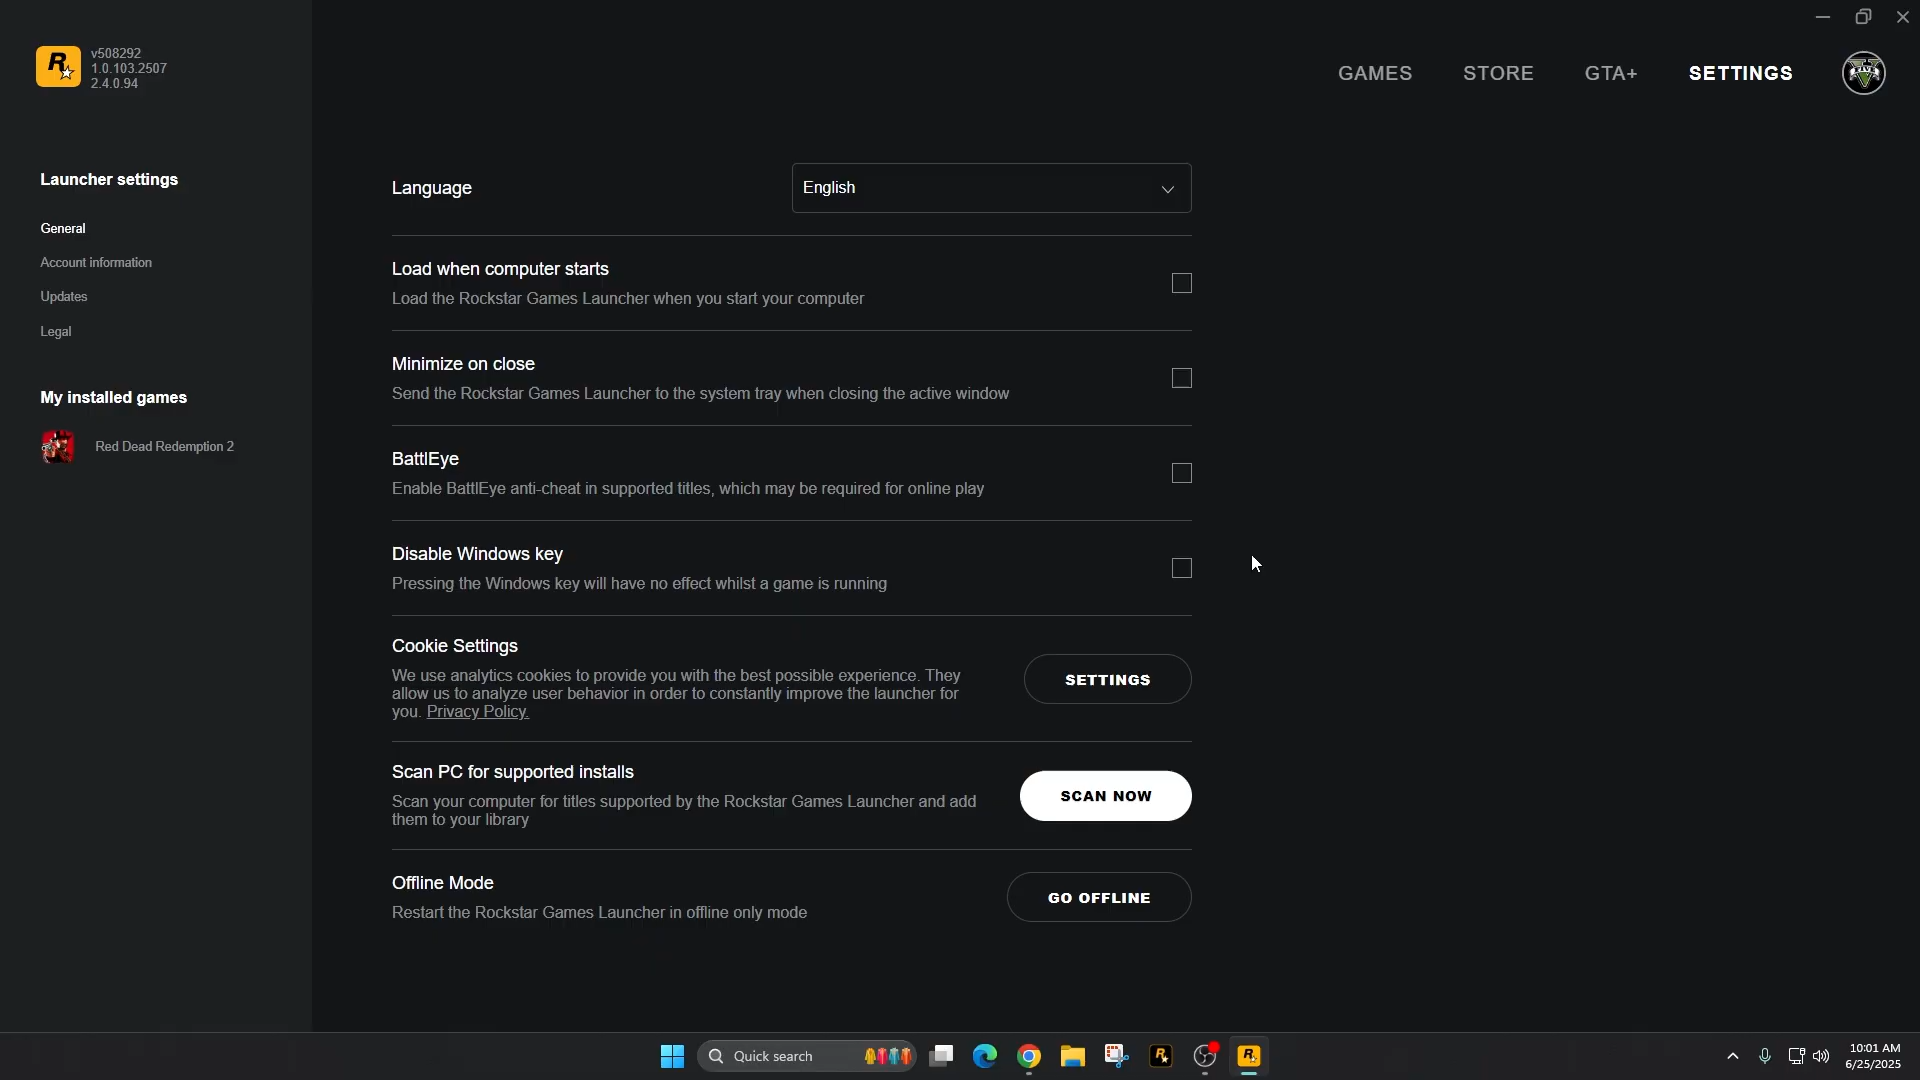 v508292
1.0.103.2507
2.4.0.94
GAMES STORE GTA+ SETTINGS
Launcher settings
General
Account information
Updates
Legal
My installed games
Red Dead Redemption 2
Language
English
Load when computer starts
Load the Rockstar Games Launcher when you start your computer
Minimize on close
Send the Rockstar Games Launcher to the system tray when closing the active window
BattlEye
Enable BattlEye anti-cheat in supported titles, which may be required for online play
Disable Windows key
Pressing the Windows key will have no effect whilst a game is running
Cookie Settings
We use analytics cookies to provide you with the best possible experience. They
allow us to analyze user behavior in order to constantly improve the launcher for
you. Privacy Policy.
SETTINGS
Scan PC for supported installs
Scan your computer for titles supported by the Rockstar Games Launcher and add
them to your library
SCAN NOW
Offline Mode
Restart the Rockstar Games Launcher in offline only mode
GO OFFLINE
Quick search
10:01 AM
6/25/2025